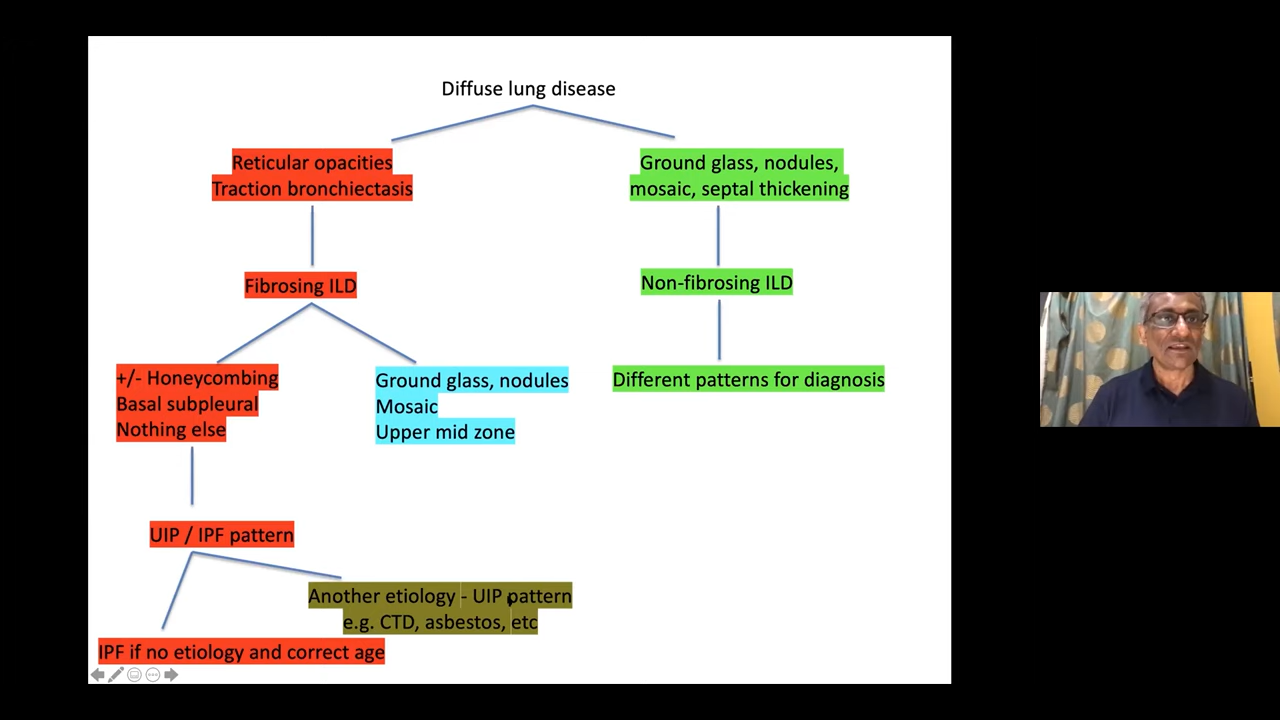 Diffuse lung disease
Reticular opacities
Traction bronchiectasis
Ground glass, nodules,
mosaic, septal thickening
Fibrosing ILD
Non-fibrosing ILD
+/- Honeycombing
Basal subpleural
Nothing else
Ground glass, nodules
Mosaic
Upper mid zone
Different patterns for diagnosis
UIP / IPF pattern
Another etiology - UIP pattern
e.g. CTD, asbestos, etc
IPF if no etiology and correct age